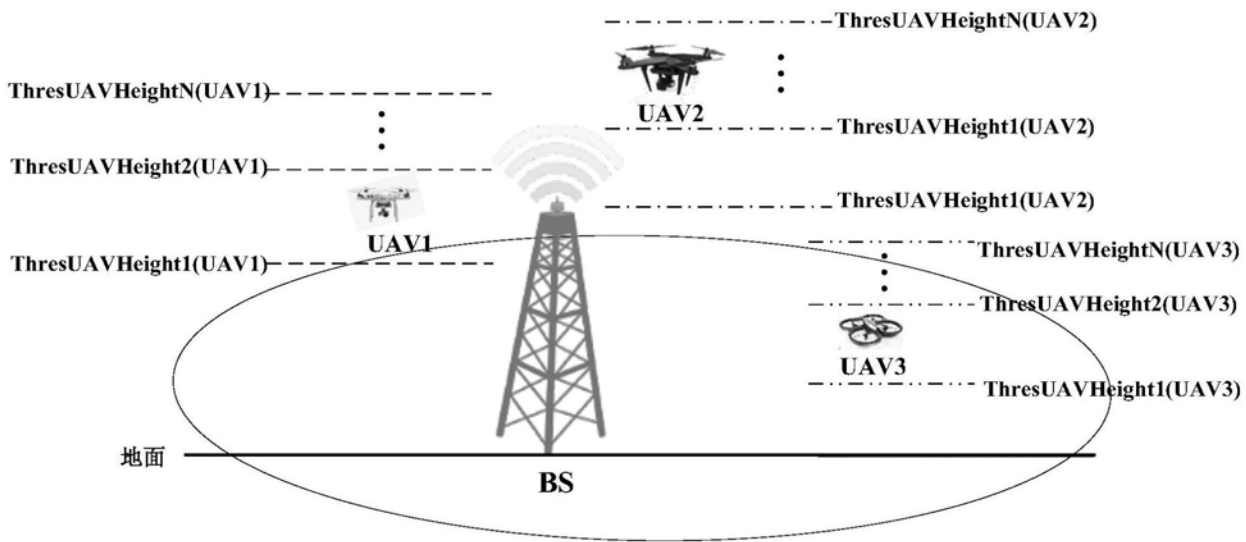 ThresUAVHeightN(UAV2)
ThresUAVHeightN(UAV1)
UAV2
ThresUAVHeight1(UAV2)
ThresUAVHeight2(UAV1)
ThresUAVHeight1(UAV2)
UAV1
ThresUAVHeightN(UAV3)
ThresUAVHeight1(UAV1)
ThresUAVHeight2(UAV3)
UAV3
ThresUAVHeight1(UAV3)
地面
BS